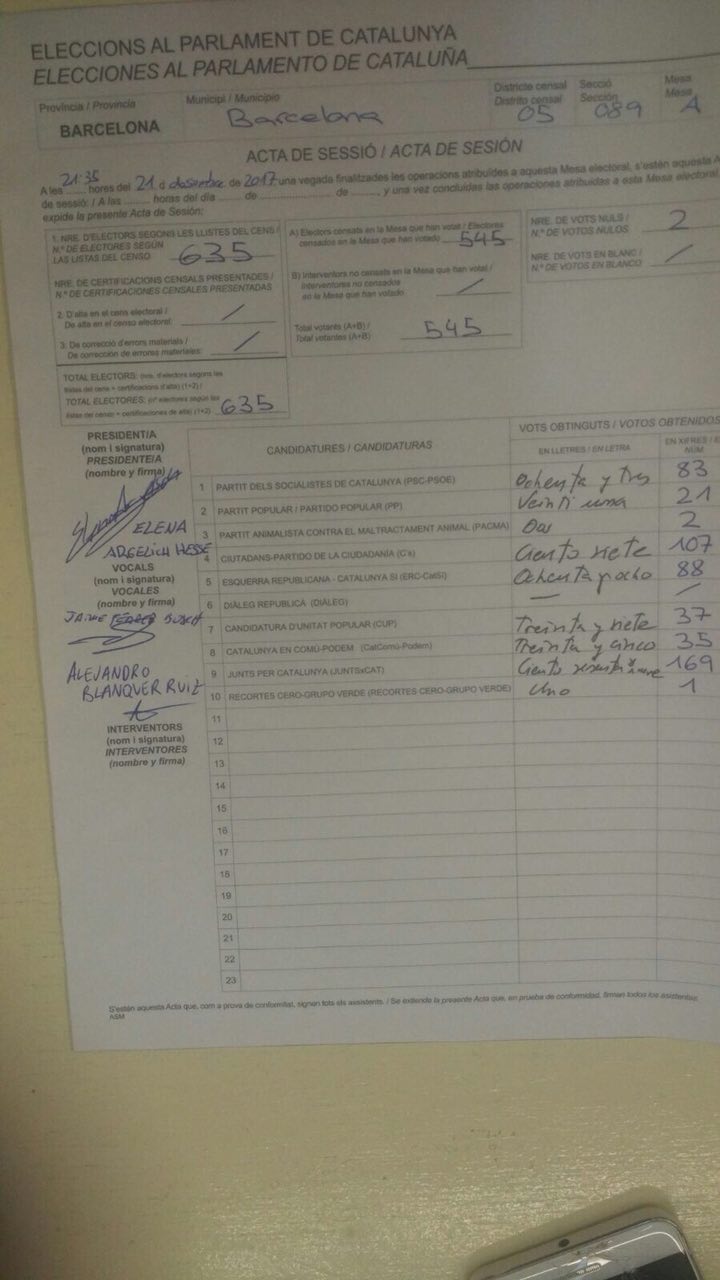 ELECCIONS AL PARLAMENT DE CATALUNYA
ELECCIONES AL PARLAMENTO DE CATALUÑA
Província / Provincia
BARCELONA
Municipi / Municipio
Barcelona
Districte censal
Distrito censal
05
Secció
Sección
089
Mesa
Mesa
A
ACTA DE SESSIÓ / ACTA DE SESIÓN
A les 21:35 hores del 21 d desembre de 2017 una vegada finalitzades les operacions atribuïdes a aquesta Mesa electoral, s'estén aquesta A
de sessió: / A las ........ horas del día ........ de ........ de ........, y una vez concluidas las operaciones atribuidas a esta Mesa electoral,
expide la presente Acta de Sesión:
1. NRE. D'ELECTORS SEGONS LES LLISTES DEL CENS /
N.º DE ELECTORES SEGÚN
LAS LISTAS DEL CENSO 635
NRE. DE CERTIFICACIONS CENSALS PRESENTADES /
N.º DE CERTIFICACIONES CENSALES PRESENTADAS
2. D'alta en el cens electoral /
De alta en el censo electoral: /
3. De correcció d'errors materials /
De corrección de errores materiales: /
TOTAL ELECTORS: (nre. d'electors segons les
llistes del cens + certificacions d'alta) (1+2) /
TOTAL ELECTORES: (nº electores según las
listas del censo + certificaciones de alta) (1+2) 635
A) Electors censats en la Mesa que han votat / Electores
censados en la Mesa que han votado 545
B) Interventors no censats en la Mesa que han votat /
Interventores no censados
en la Mesa que han votado /
Total votants (A+B) /
Total votantes (A+B) 545
NRE. DE VOTS NULS /
N.º DE VOTOS NULOS 2
NRE. DE VOTS EN BLANC /
N.º DE VOTOS EN BLANCO /
PRESIDENT/A
(nom i signatura)
PRESIDENTE/A
(nombre y firma)
ELENA
ARGELICH HESSE
VOCALS
(nom i signatura)
VOCALES
(nombre y firma)
JAIME
ALEJANDRO
BLANQUER RUIZ
INTERVENTORS
(nom i signatura)
INTERVENTORES
(nombre y firma)
CANDIDATURES / CANDIDATURAS
VOTS OBTINGUTS / VOTOS OBTENIDOS
EN LLETRES / EN LETRA
EN XIFRES / E
NÚM
1 PARTIT DELS SOCIALISTES DE CATALUNYA (PSC-PSOE) Ochenta y tres 83
2 PARTIT POPULAR / PARTIDO POPULAR (PP) Veinti uno 21
3 PARTIT ANIMALISTA CONTRA EL MALTRACTAMENT ANIMAL (PACMA) Dos 2
4 CIUTADANS-PARTIDO DE LA CIUDADANÍA (C's) Ciento siete 107
5 ESQUERRA REPUBLICANA - CATALUNYA SÍ (ERC-CatSí) Ochenta y ocho 88
6 DIÀLEG REPUBLICÀ (DIÀLEG) — /
7 CANDIDATURA D'UNITAT POPULAR (CUP) Treinta y siete 37
8 CATALUNYA EN COMÚ-PODEM (CatComú-Podem) Treinta y cinco 35
9 JUNTS PER CATALUNYA (JUNTSxCAT) Ciento sesenta y nueve 169
10 RECORTES CERO-GRUPO VERDE (RECORTES CERO-GRUPO VERDE) Uno 1
11
12
13
14
15
16
17
18
19
20
21
22
23
S'estén aquesta Acta que, com a prova de conformitat, signen tots els assistents. / Se extiende la presente Acta que, en prueba de conformidad, firman todos los asistentes.
ASM